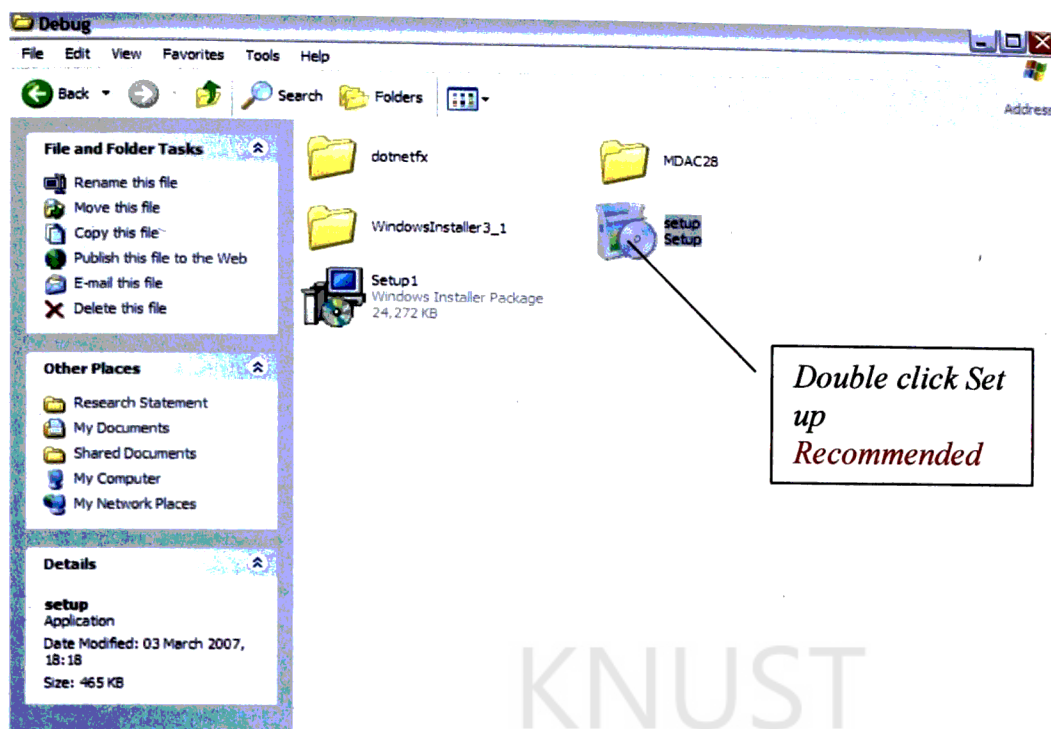 Debug
File Edit View Favorites Tools Help
Back Search Folders
Address
File and Folder Tasks
Rename this file
Move this file
Copy this file
Publish this file to the Web
E-mail this file
Delete this file
Other Places
Research Statement
My Documents
Shared Documents
My Computer
My Network Places
Details
setup
Application
Date Modified: 03 March 2007,
18:18
Size: 465 KB
dotnetfx
MDAC28
WindowsInstaller3_1
setup
Setup
Setup1
Windows Installer Package
24,272 KB
Double click Set
up
Recommended
KNUST